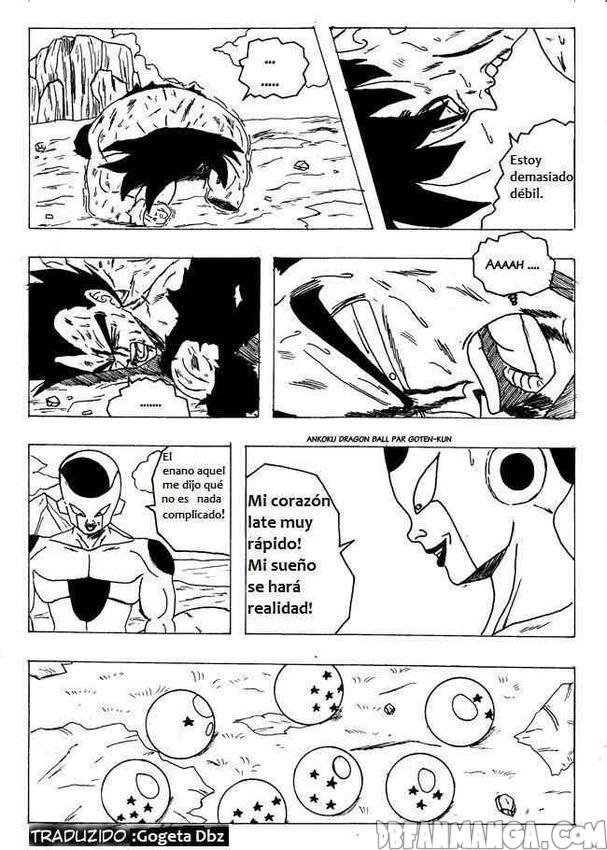 ...
.....
Estoy
demasiado
débil.
AAAAH ....
.......
ANKOKU DRAGON BALL PAR GOTEN-KUN
El
enano aquel
me dijo qué
no es nada
complicado!
Mi corazón
late muy
rápido!
Mi sueño
se hará
realidad!
TRADUZIDO :Gogeta Dbz
DBFANMANGA.COM